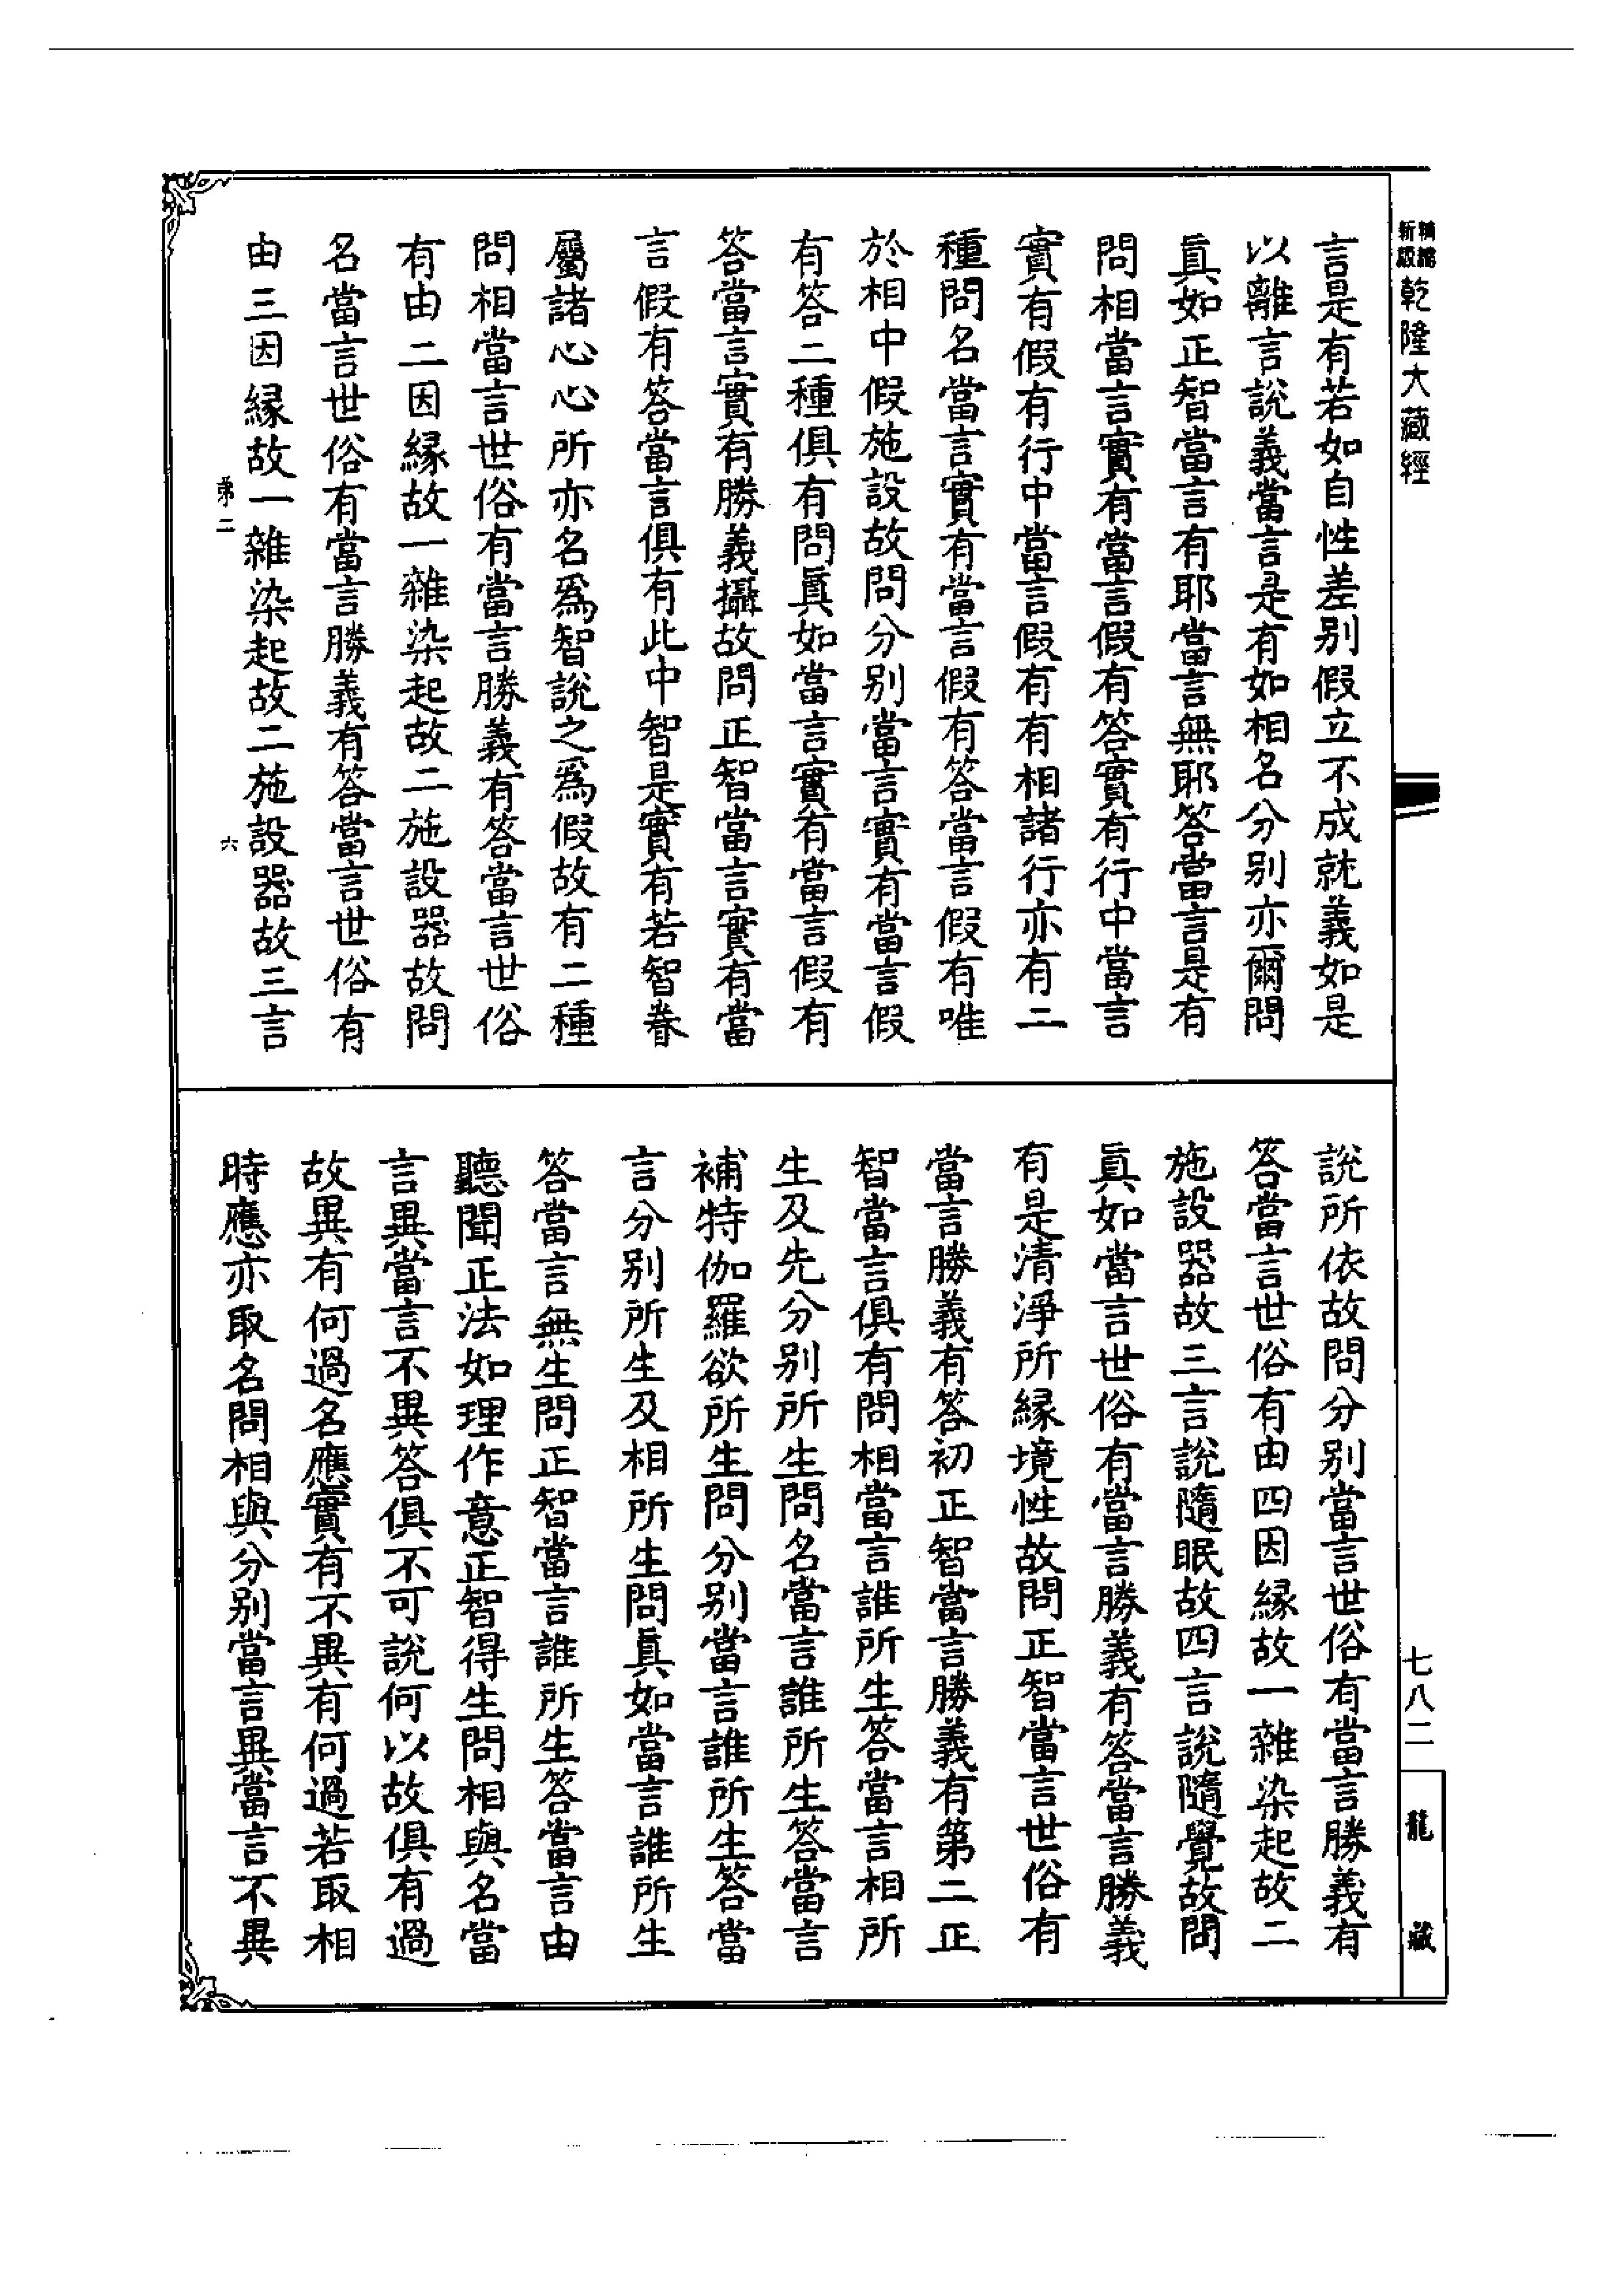 精縮新版乾隆大藏經
言是有若如自性差别假立不成就義如是
以離言說義當言是有如相名分别亦爾問
眞如正智當言有耶當言無耶答當言是有
問相當言實有當言假有答實有行中當言
實有假有行中當言假有有相諸行亦有二
種問名當言實有當言假有答當言假有唯
於相中假施設故問分别當言實有當言假
有答二種俱有問眞如當言實有當言假有
答當言實有勝義攝故問正智當言實有當
言假有答當言俱有此中智是實有若智眷
屬諸心心所亦名爲智說之爲假故有二種
問相當言世俗有當言勝義有答當言世俗
有由二因緣故一雜染起故二施設器故問
名當言世俗有當言勝義有答當言世俗有
由三因緣故一雜染起故二施設器故三言
第二 六
說所依故問分别當言世俗有當言勝義有
答當言世俗有由四因緣故一雜染起故二
施設器故三言說隨眠故四言說隨覺故問
眞如當言世俗有當言勝義有答當言勝義
有是清淨所緣境性故問正智當言世俗有
當言勝義有答初正智當言勝義有第二正
智當言俱有問相當言誰所生答當言相所
生及先分别所生問名當言誰所生答當言
補特伽羅欲所生問分别當言誰所生答當
言分别所生及相所生問眞如當言誰所生
答當言無生問正智當言誰所生答當言由
聽聞正法如理作意正智得生問相與名當
言異當言不異答俱不可說何以故俱有過
故異有何過名應實有不異有何過若取相
時應亦取名問相與分别當言異當言不異
七八二
龍藏